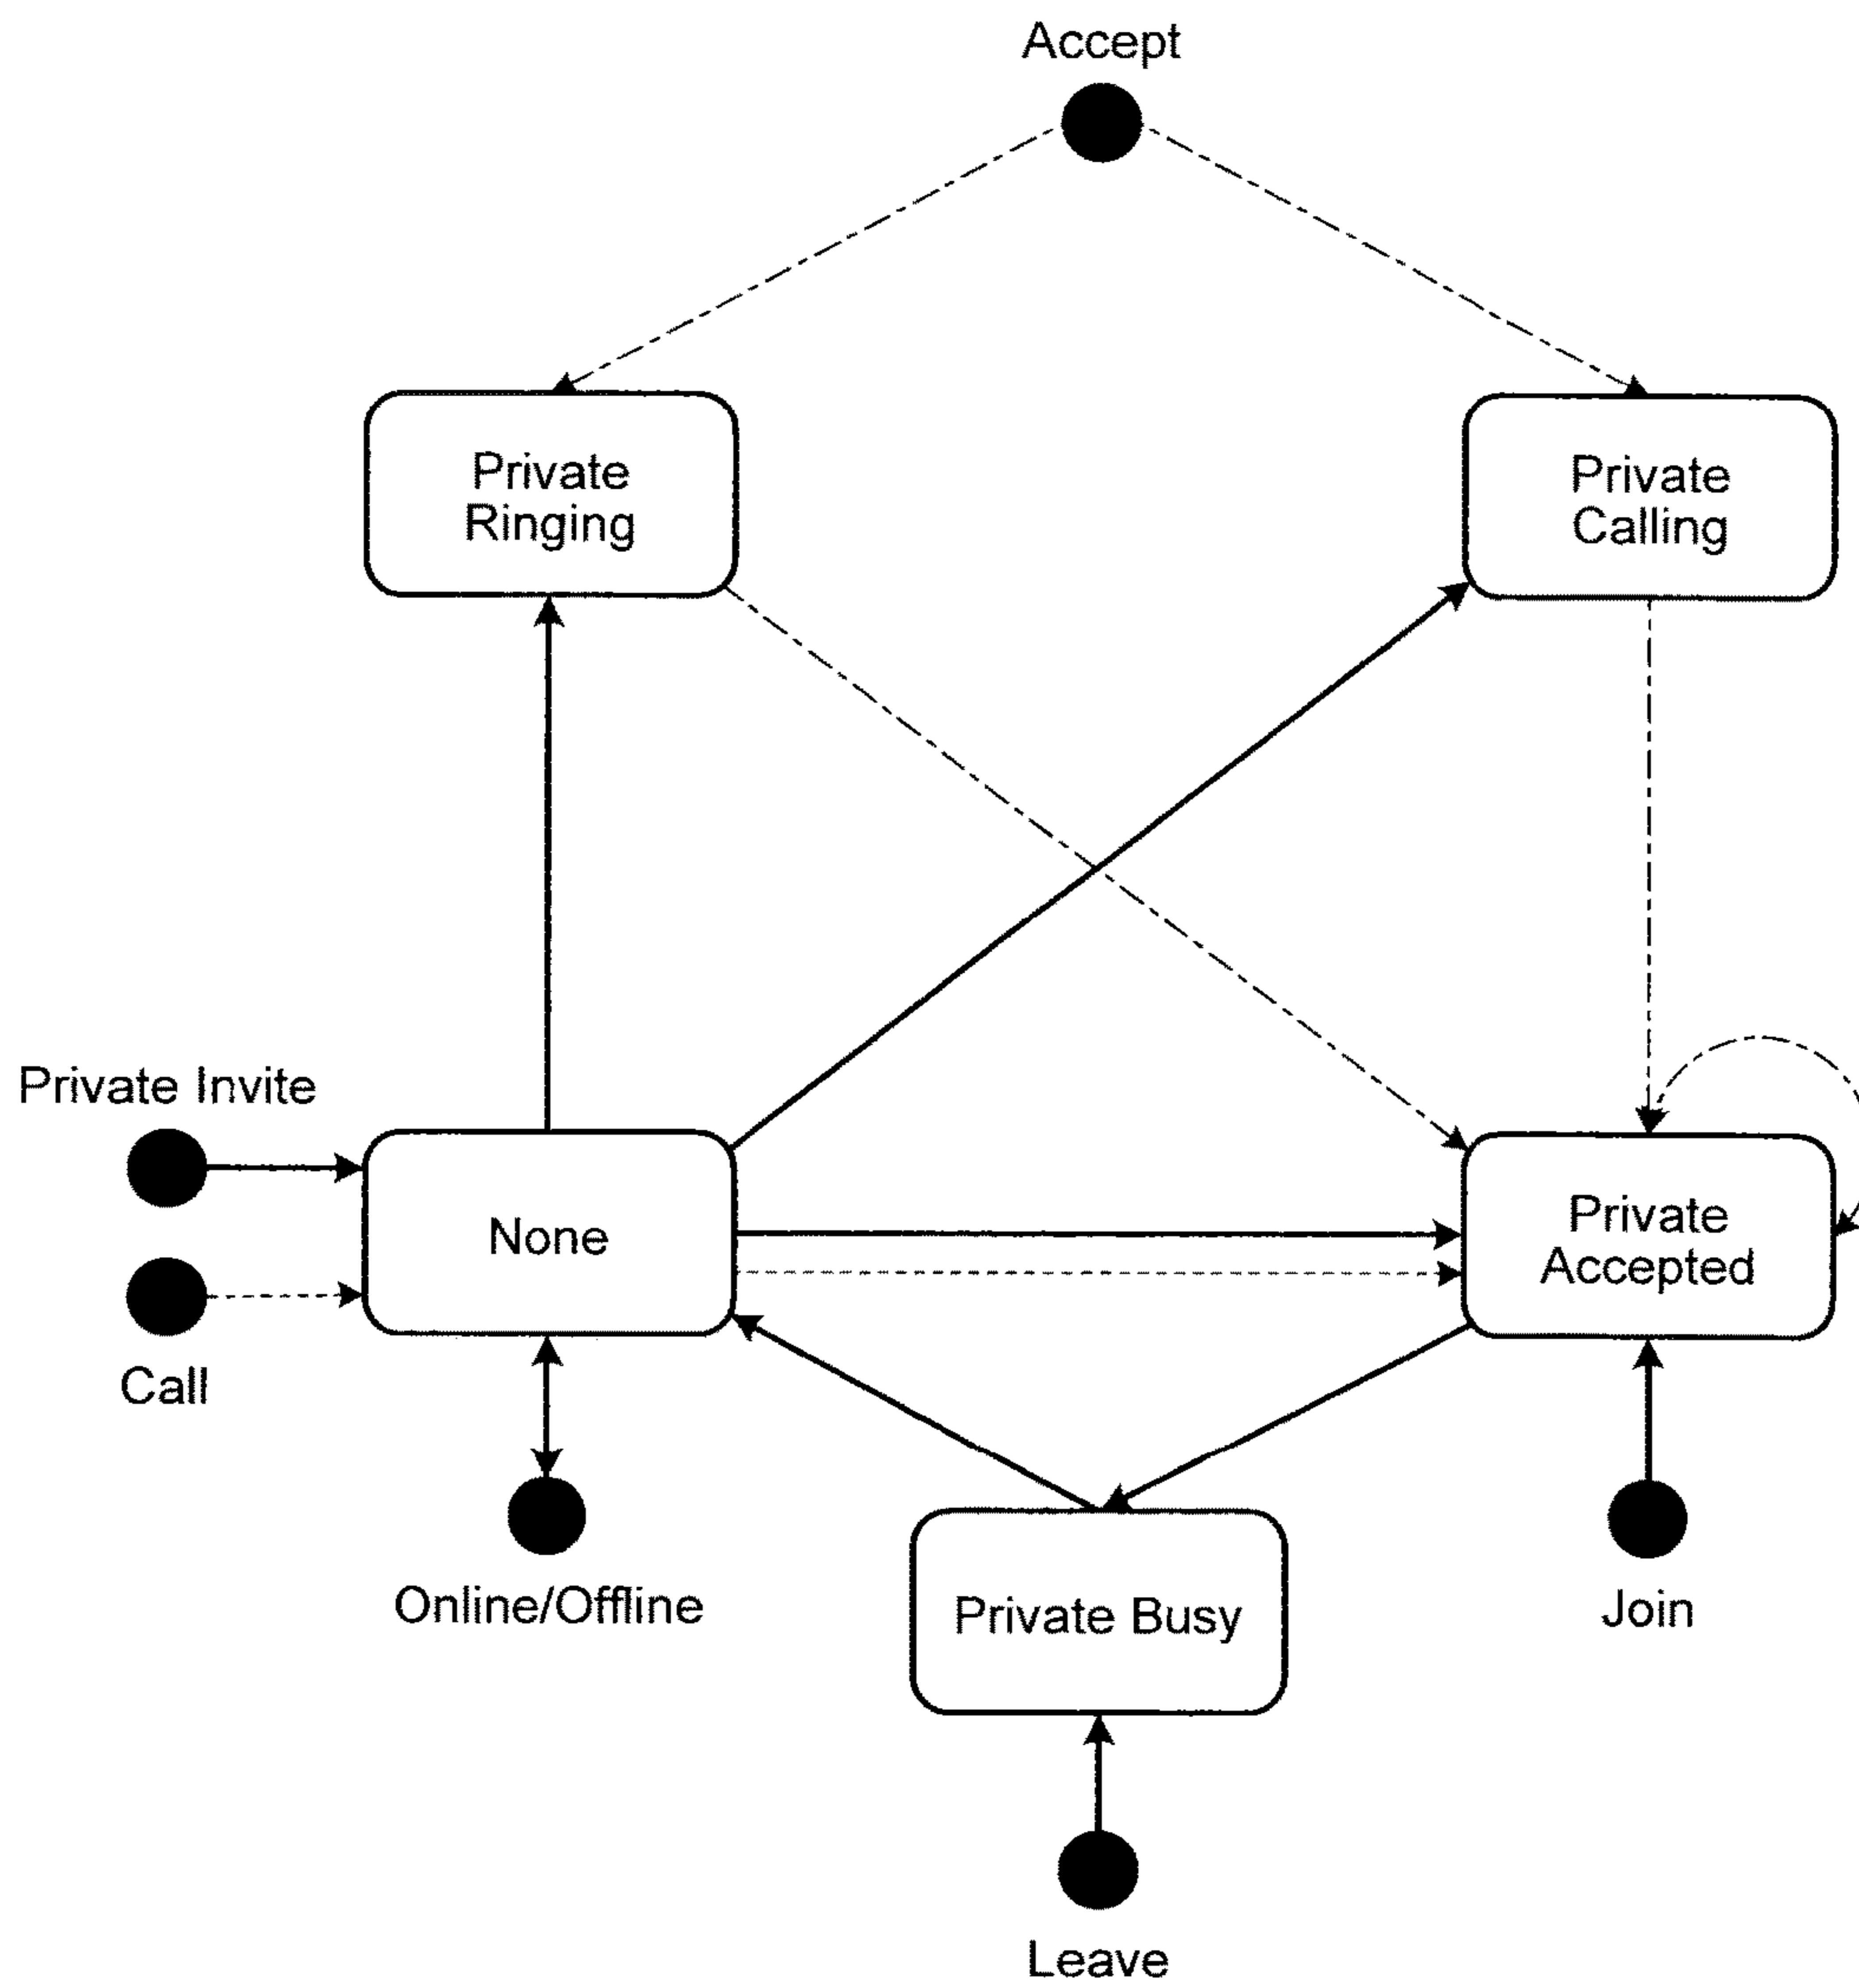 Accept
Private
Ringing
Private
Calling
Private Invite
None
Private
Accepted
Call
Online/Offline
Private Busy
Join
Leave